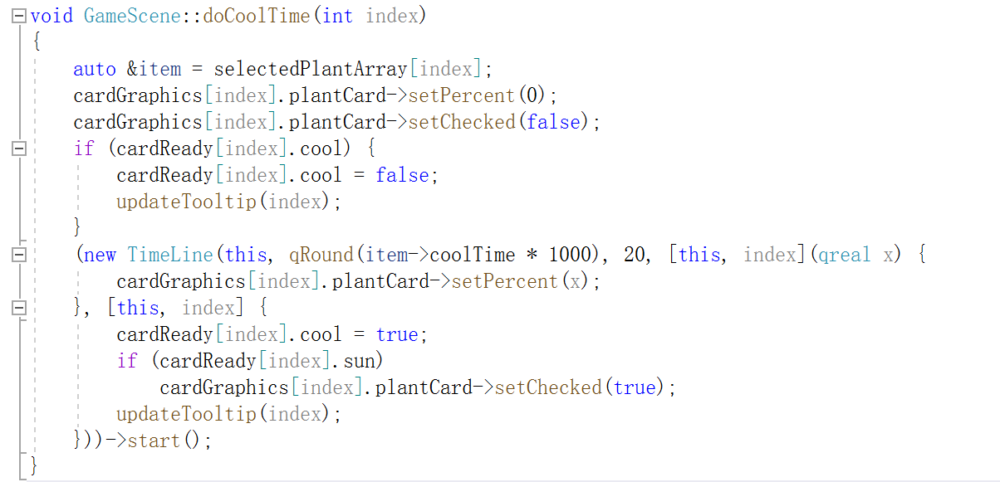 void GameScene::doCoolTime(int index)
{
    auto &item = selectedPlantArray[index];
    cardGraphics[index].plantCard->setPercent(0);
    cardGraphics[index].plantCard->setChecked(false);
    if (cardReady[index].cool) {
        cardReady[index].cool = false;
        updateTooltip(index);
    }
    (new TimeLine(this, qRound(item->coolTime * 1000), 20, [this, index](qreal x) {
        cardGraphics[index].plantCard->setPercent(x);
    }, [this, index] {
        cardReady[index].cool = true;
        if (cardReady[index].sun)
            cardGraphics[index].plantCard->setChecked(true);
        updateTooltip(index);
    }))->start();
}